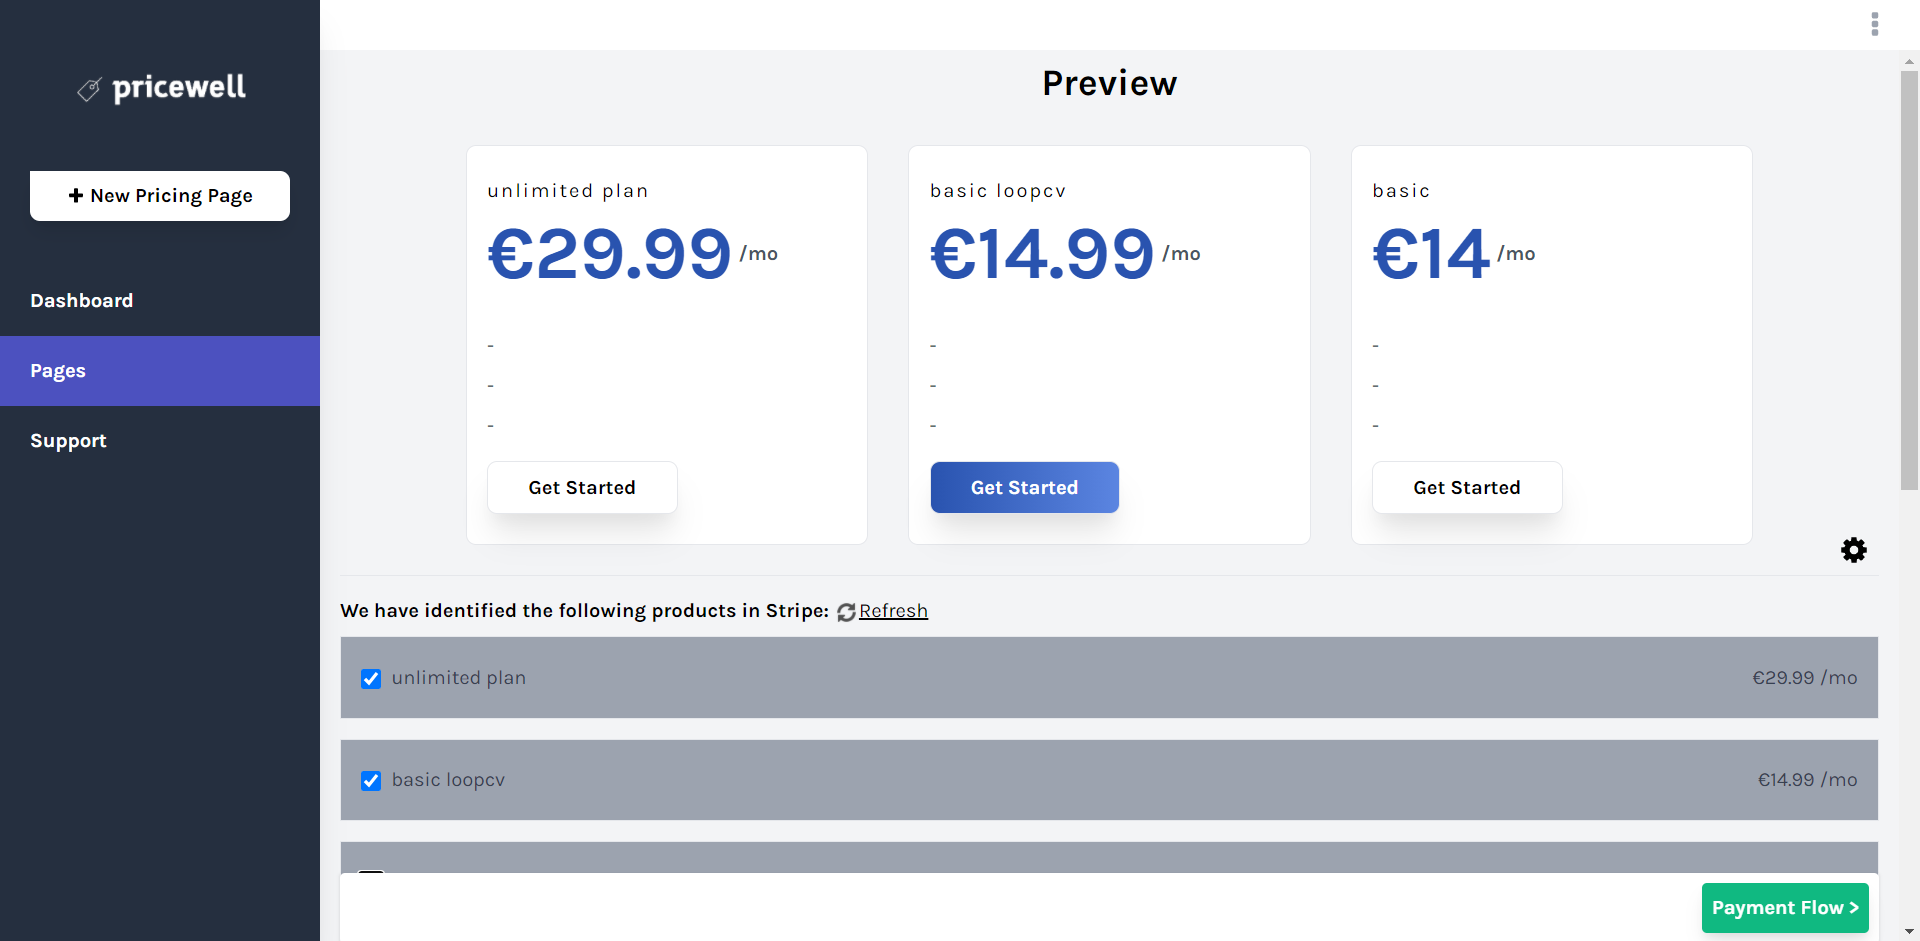 pricewell
New Pricing Page
Dashboard
Pages
Support
Preview
unlimited plan
€29.99 /mo
-
-
-
Get Started
basic loopcv
€14.99 /mo
-
-
-
Get Started
basic
€14 /mo
-
-
-
Get Started
We have identified the following products in Stripe: Refresh
unlimited plan €29.99 /mo
basic loopcv €14.99 /mo
Payment Flow >